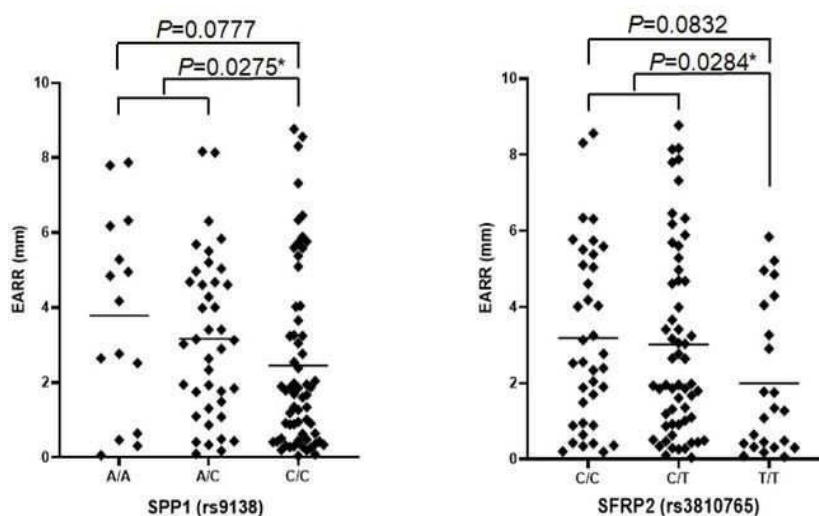 P=0.0777
P=0.0275*
10
8
6
4
2
0
EARR (mm)
A/A A/C C/C
SPP1 (rs9138)
P=0.0832
P=0.0284*
10
8
6
4
2
0
EARR (mm)
C/C C/T T/T
SFRP2 (rs3810765)